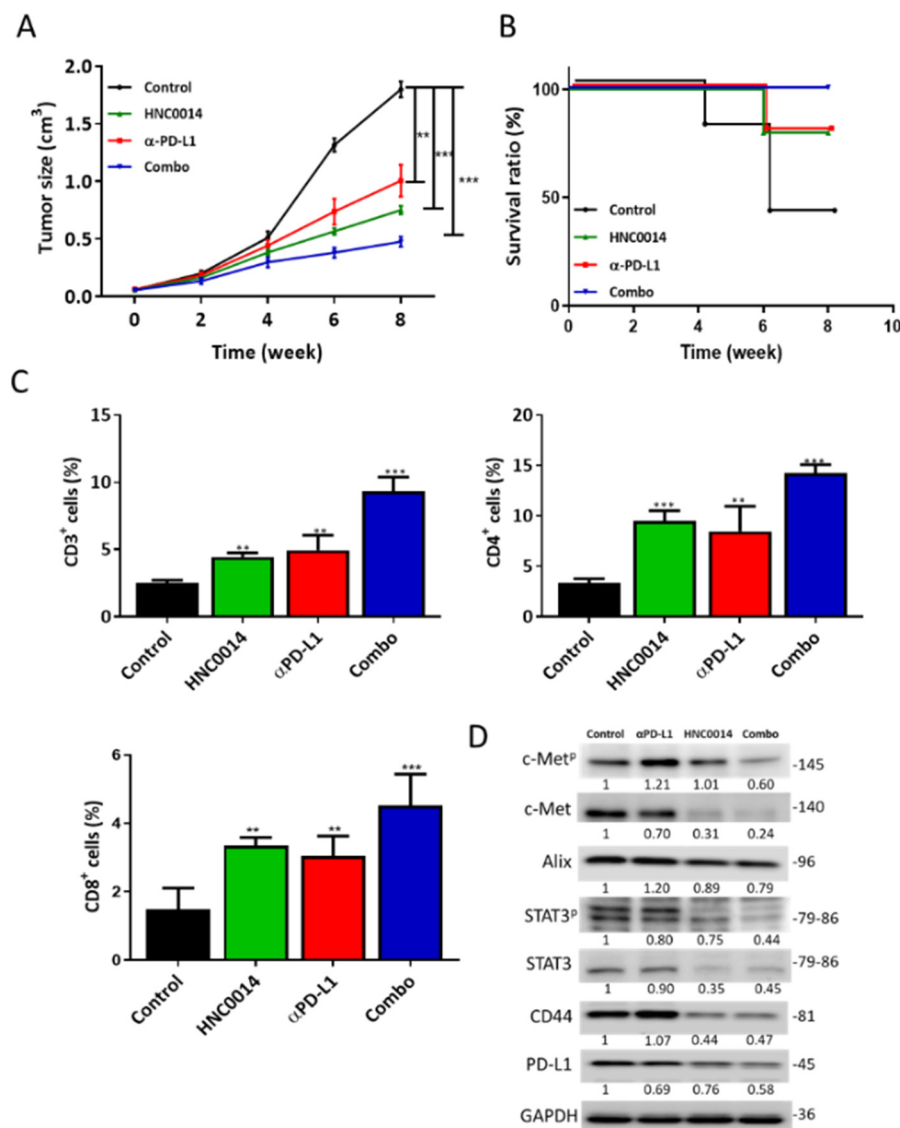 A
Tumor size (cm³)
2.0
1.5
1.0
0.5
0.0
Control
HNC0014
α-PD-L1
Combo
**
***
***
0 2 4 6 8
Time (week)
B
Survival ratio (%)
100
50
0
Control
HNC0014
α-PD-L1
Combo
0 2 4 6 8 10
Time (week)
C
CD3⁺ cells (%)
15
10
5
0
**
**
***
Control
HNC0014
αPD-L1
Combo
CD4⁺ cells (%)
20
15
10
5
0
***
**
***
Control
HNC0014
αPD-L1
Combo
CD8⁺ cells (%)
6
4
2
0
**
**
***
Control
HNC0014
αPD-L1
Combo
D
Control αPD-L1 HNC0014 Combo
c-Metᵖ -145
1 1.21 1.01 0.60
c-Met -140
1 0.70 0.31 0.24
Alix -96
1 1.20 0.89 0.79
STAT3ᵖ -79-86
1 0.80 0.75 0.44
STAT3 -79-86
1 0.90 0.35 0.45
CD44 -81
1 1.07 0.44 0.47
PD-L1 -45
1 0.69 0.76 0.58
GAPDH -36